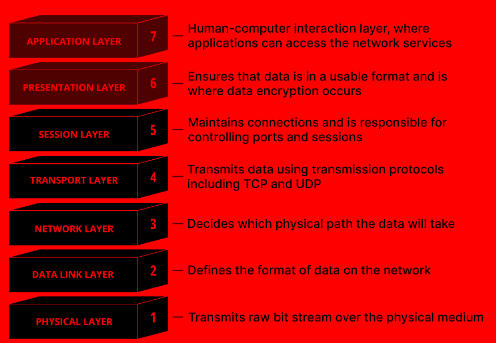 APPLICATION LAYER 7
Human-computer interaction layer, where
applications can access the network services
PRESENTATION LAYER 6
Ensures that data is in a usable format and is
where data encryption occurs
SESSION LAYER 5
Maintains connections and is responsible for
controlling ports and sessions
TRANSPORT LAYER 4
Transmits data using transmission protocols
including TCP and UDP
NETWORK LAYER 3
Decides which physical path the data will take
DATA LINK LAYER 2
Defines the format of data on the network
PHYSICAL LAYER 1
Transmits raw bit stream over the physical medium